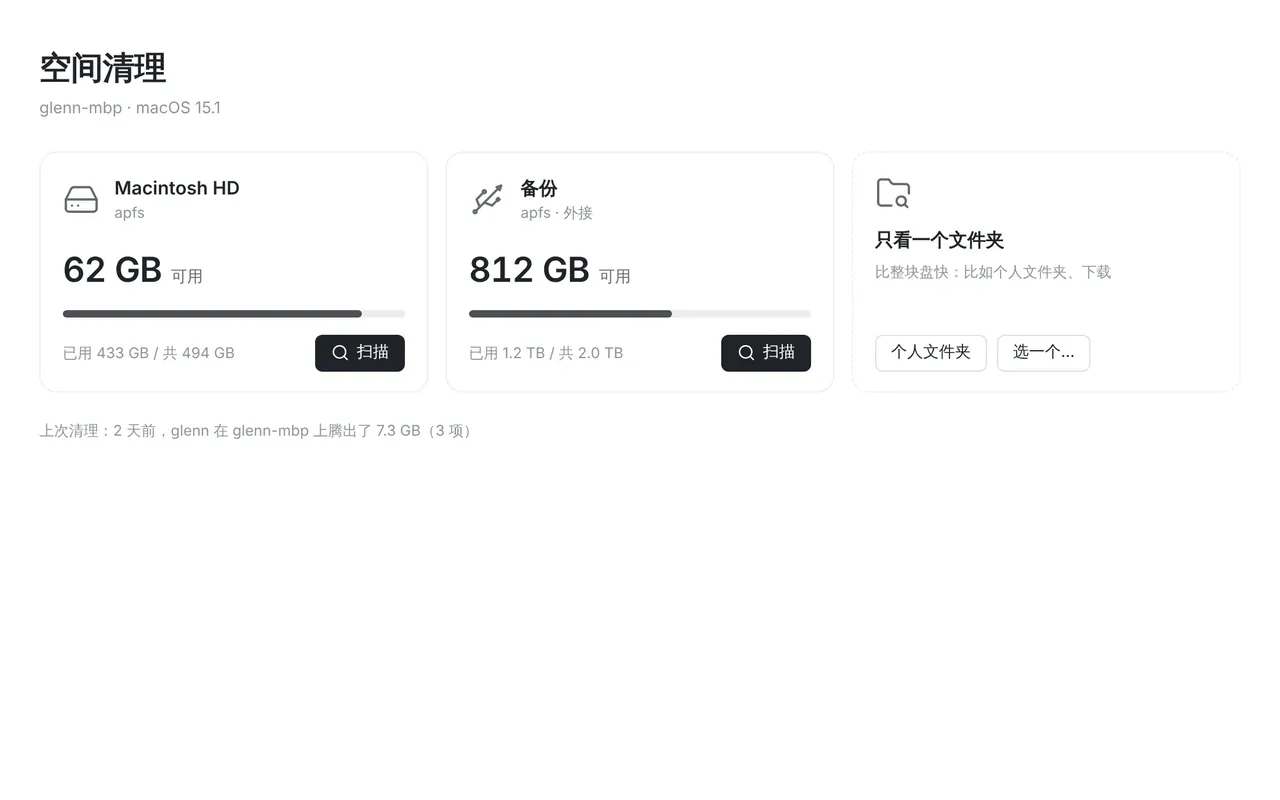 空间清理
glenn-mbp · macOS 15.1
Macintosh HD
apfs
62 GB 可用
已用 433 GB / 共 494 GB
扫描
备份
apfs · 外接
812 GB 可用
已用 1.2 TB / 共 2.0 TB
扫描
只看一个文件夹
比整块盘快：比如个人文件夹、下载
个人文件夹
选一个...
上次清理：2 天前，glenn 在 glenn-mbp 上腾出了 7.3 GB（3 项）